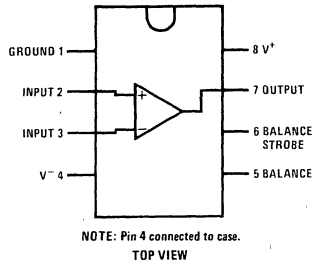 GROUND 1
8 V+
INPUT 2
+
7 OUTPUT
INPUT 3
−
6 BALANCE
STROBE
V− 4
5 BALANCE
NOTE: Pin 4 connected to case.
TOP VIEW